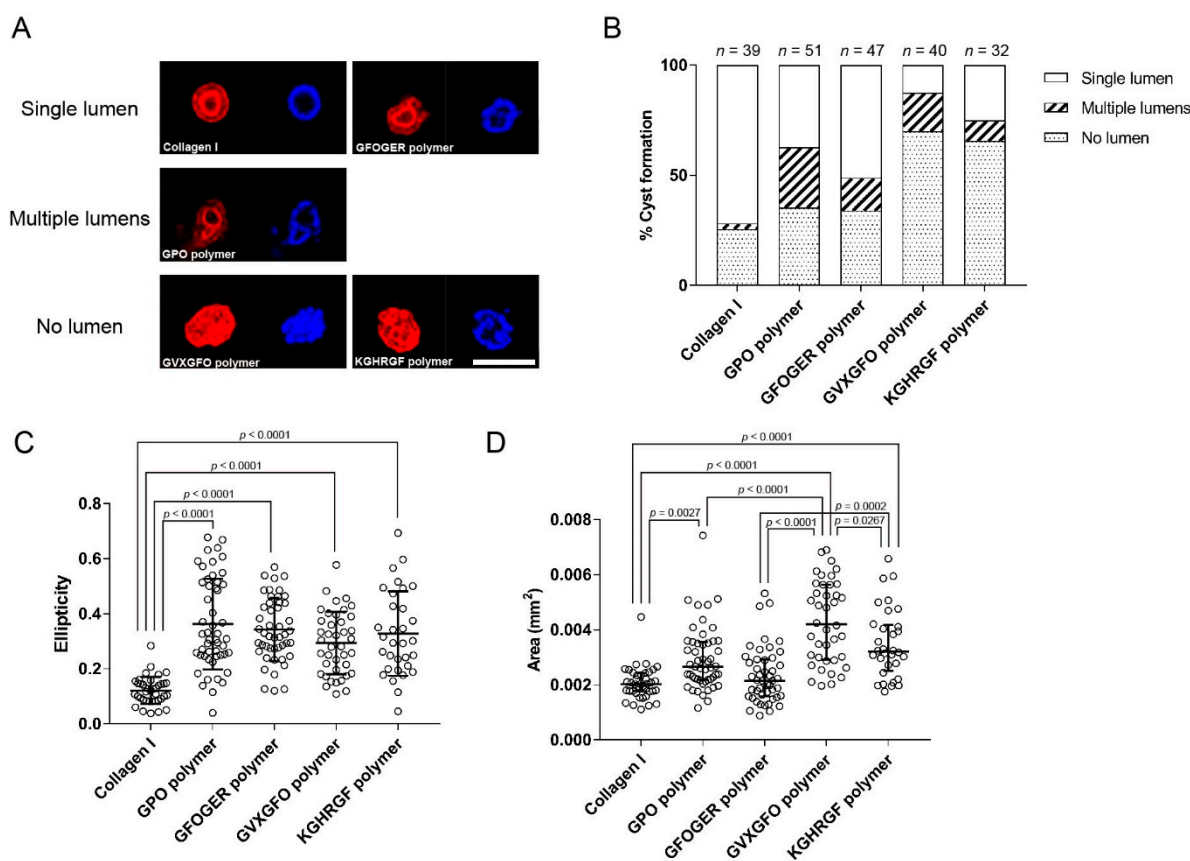 A
Single lumen
Collagen I
GFOGER polymer
Multiple lumens
GPO polymer
No lumen
GVXGFO polymer
KGHRGF polymer
B
n = 39
n = 51
n = 47
n = 40
n = 32
100
50
0
% Cyst formation
Collagen I
GPO polymer
GFOGER polymer
GVXGFO polymer
KGHRGF polymer
Single lumen
Multiple lumens
No lumen
C
p < 0.0001
p < 0.0001
p < 0.0001
p < 0.0001
0.8
0.6
0.4
0.2
0.0
Ellipticity
Collagen I
GPO polymer
GFOGER polymer
GVXGFO polymer
KGHRGF polymer
D
p < 0.0001
p < 0.0001
p < 0.0001
p = 0.0002
p = 0.0027
p < 0.0001
p = 0.0267
0.008
0.006
0.004
0.002
0.000
Area (mm²)
Collagen I
GPO polymer
GFOGER polymer
GVXGFO polymer
KGHRGF polymer